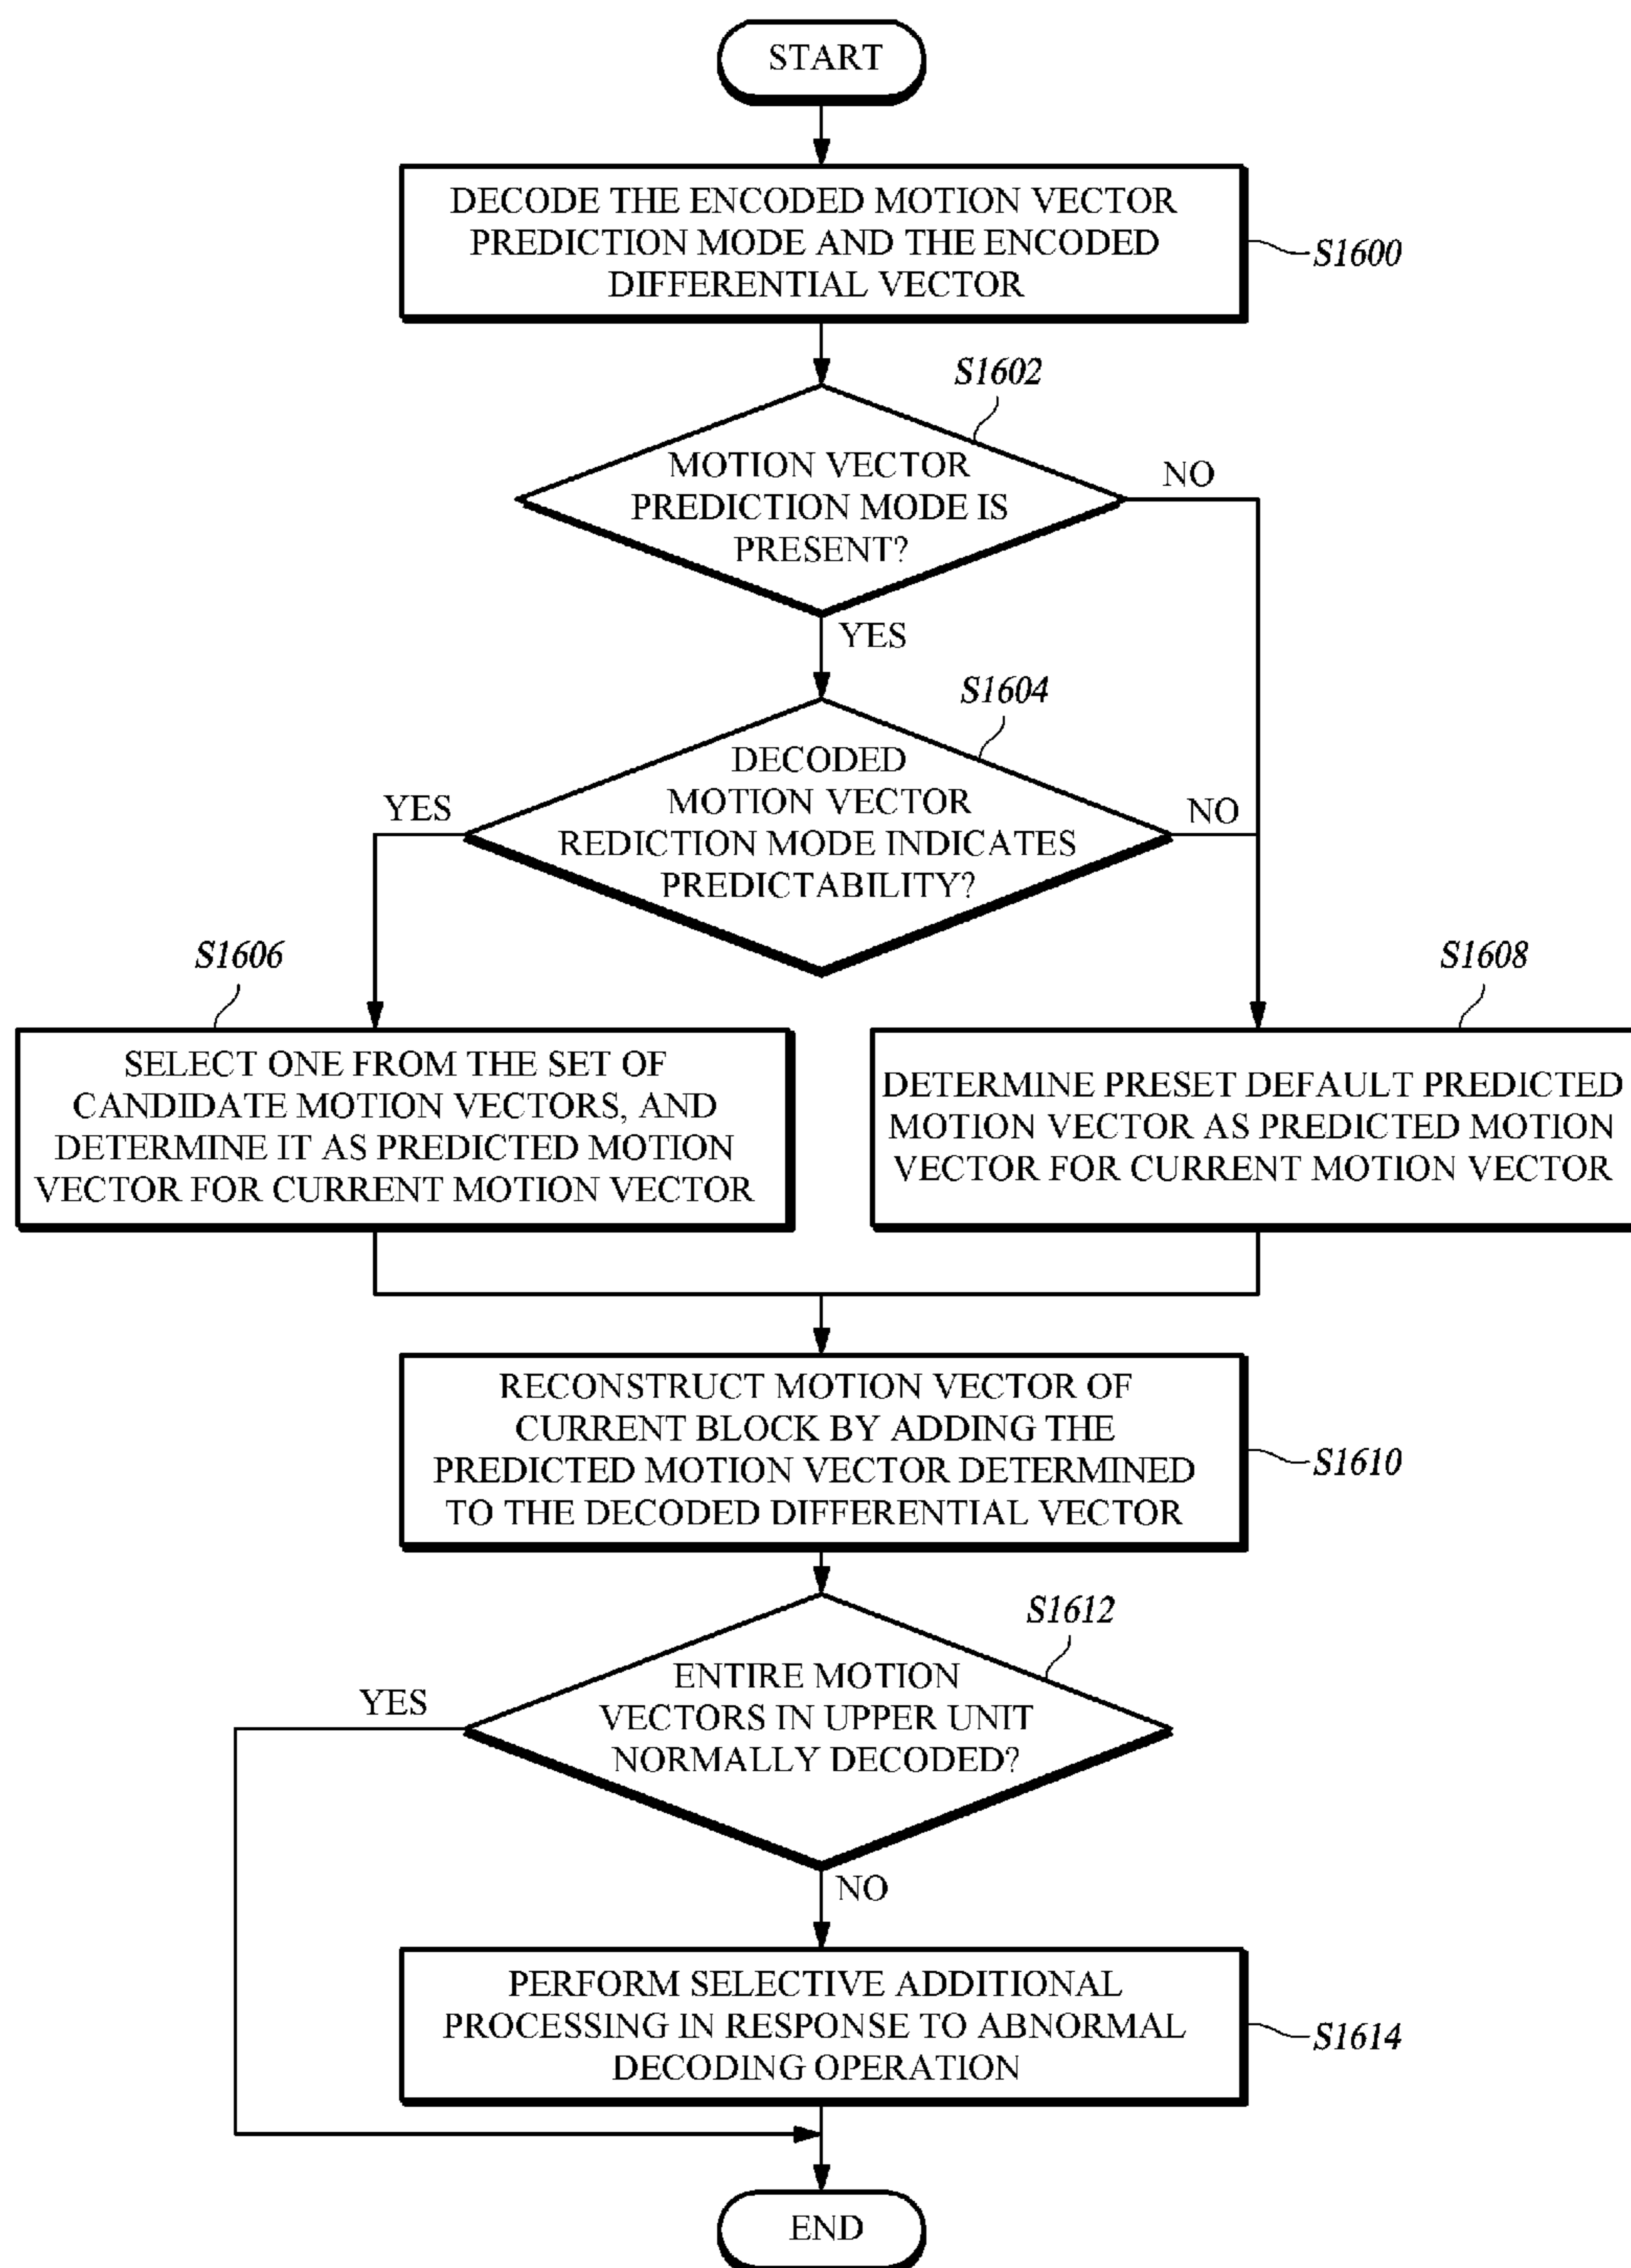 START
DECODE THE ENCODED MOTION VECTOR
PREDICTION MODE AND THE ENCODED
DIFFERENTIAL VECTOR
S1600
S1602
MOTION VECTOR
PREDICTION MODE IS
PRESENT?
NO
YES
S1604
DECODED
MOTION VECTOR
REDICTION MODE INDICATES
PREDICTABILITY?
YES
NO
S1606
SELECT ONE FROM THE SET OF
CANDIDATE MOTION VECTORS, AND
DETERMINE IT AS PREDICTED MOTION
VECTOR FOR CURRENT MOTION VECTOR
S1608
DETERMINE PRESET DEFAULT PREDICTED
MOTION VECTOR AS PREDICTED MOTION
VECTOR FOR CURRENT MOTION VECTOR
RECONSTRUCT MOTION VECTOR OF
CURRENT BLOCK BY ADDING THE
PREDICTED MOTION VECTOR DETERMINED
TO THE DECODED DIFFERENTIAL VECTOR
S1610
S1612
ENTIRE MOTION
VECTORS IN UPPER UNIT
NORMALLY DECODED?
YES
NO
PERFORM SELECTIVE ADDITIONAL
PROCESSING IN RESPONSE TO ABNORMAL
DECODING OPERATION
S1614
END